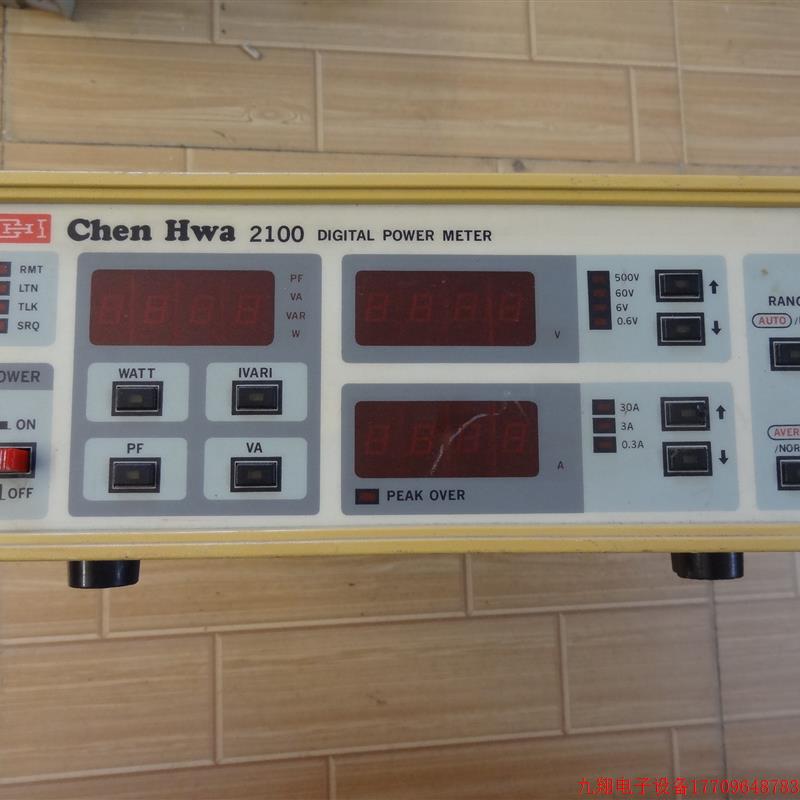 Chen Hwa 2100 DIGITAL POWER METER
RMT
LTN
TLK
SRQ
OWER
ON
OFF
PF
VA
VAR
W
WATT
IVARI
PF
VA
V
500V
60V
6V
0.6V
A
30A
3A
0.3A
PEAK OVER
RANG
AUTO /
AVER
/NOR
九翔电子设备17709648783